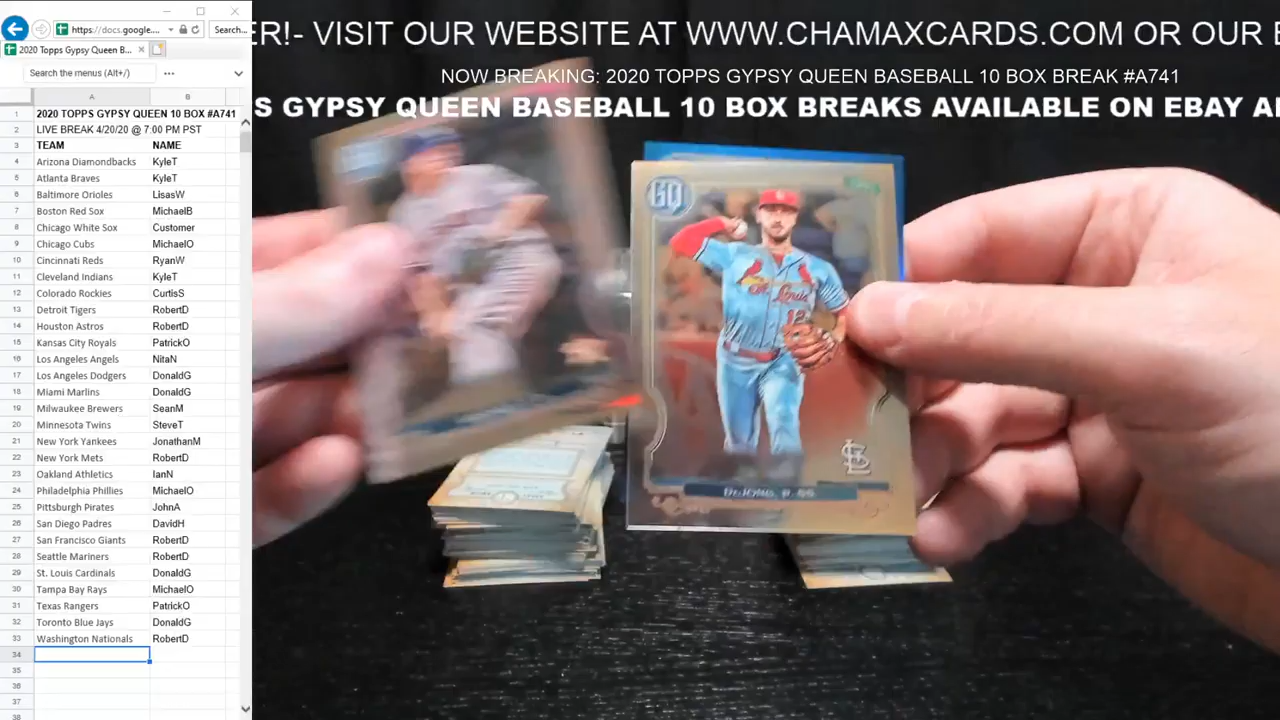 https://docs.google....
Search...
2020 Topps Gypsy Queen B...
Search the menus (Alt+/)
A B
1 2020 TOPPS GYPSY QUEEN 10 BOX #A741
2 LIVE BREAK 4/20/20 @ 7:00 PM PST
3 TEAM NAME
4 Arizona Diamondbacks KyleT
5 Atlanta Braves KyleT
6 Baltimore Orioles LisasW
7 Boston Red Sox MichaelB
8 Chicago White Sox Customer
9 Chicago Cubs MichaelO
10 Cincinnati Reds RyanW
11 Cleveland Indians KyleT
12 Colorado Rockies CurtisS
13 Detroit Tigers RobertD
14 Houston Astros RobertD
15 Kansas City Royals PatrickO
16 Los Angeles Angels NitaN
17 Los Angeles Dodgers DonaldG
18 Miami Marlins DonaldG
19 Milwaukee Brewers SeanM
20 Minnesota Twins SteveT
21 New York Yankees JonathanM
22 New York Mets RobertD
23 Oakland Athletics IanN
24 Philadelphia Phillies MichaelO
25 Pittsburgh Pirates JohnA
26 San Diego Padres DavidH
27 San Francisco Giants RobertD
28 Seattle Mariners RobertD
29 St. Louis Cardinals DonaldG
30 Tampa Bay Rays MichaelO
31 Texas Rangers PatrickO
32 Toronto Blue Jays DonaldG
33 Washington Nationals RobertD
34
35
36
37
38
ER!- VISIT OUR WEBSITE AT WWW.CHAMAXCARDS.COM OR OUR E
NOW BREAKING: 2020 TOPPS GYPSY QUEEN BASEBALL 10 BOX BREAK #A741
S GYPSY QUEEN BASEBALL 10 BOX BREAKS AVAILABLE ON EBAY A
GQ
St. Louis
12
STL
DeJONG, P. SS